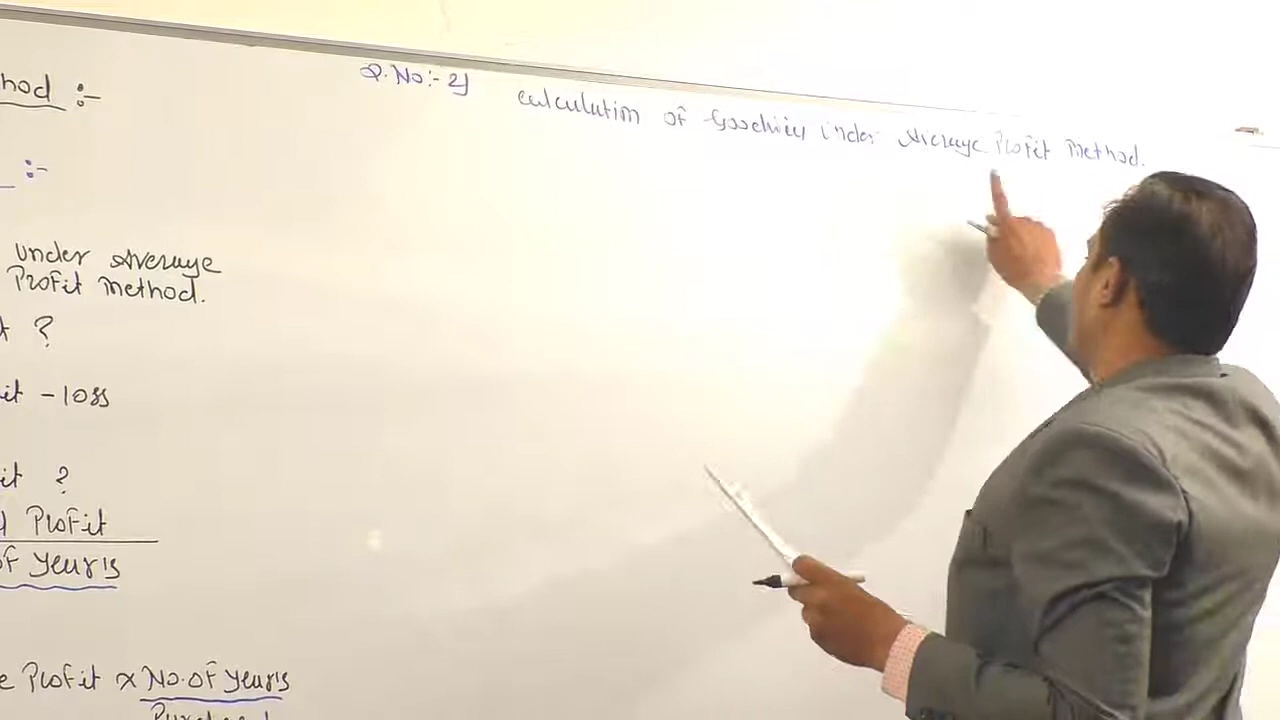 hod :-
:-
under Average
Profit Method.
?
it - loss
it ?
Profit
of Year's
e Profit x No. of Year's
Q. No:- 2)
calculation of Goodwill under Average Profit Method.